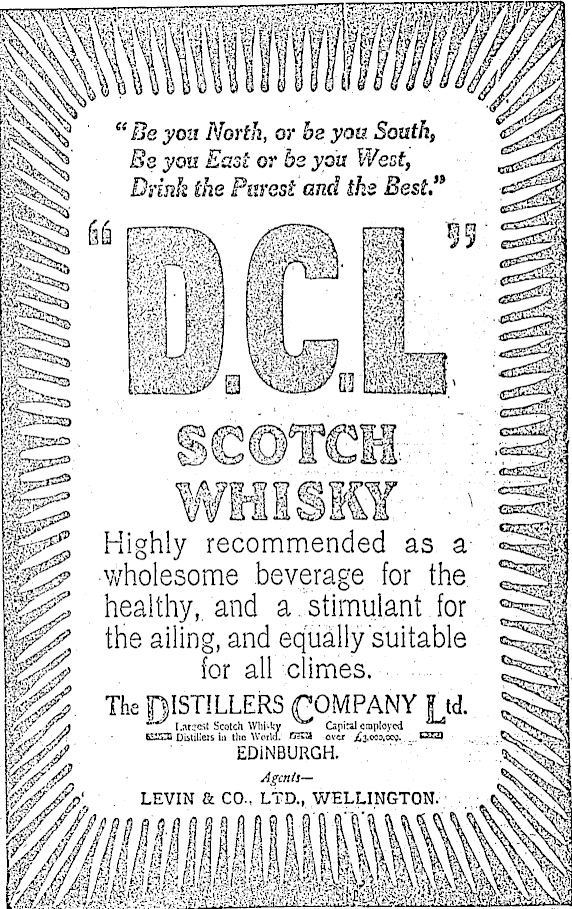 "Be you North, or be you South,
Be you East or be you West,
Drink the Purest and the Best."
"D.C.L."
SCOTCH
WHISKY
Highly recommended as a
wholesome beverage for the
healthy, and a stimulant for
the ailing, and equally suitable
for all climes.
The DISTILLERS COMPANY Ltd.
Largest Scotch Whisky Capital employed
Distillers in the World. over £3,000,000.
EDINBURGH.
Agents—
LEVIN & CO., LTD., WELLINGTON.